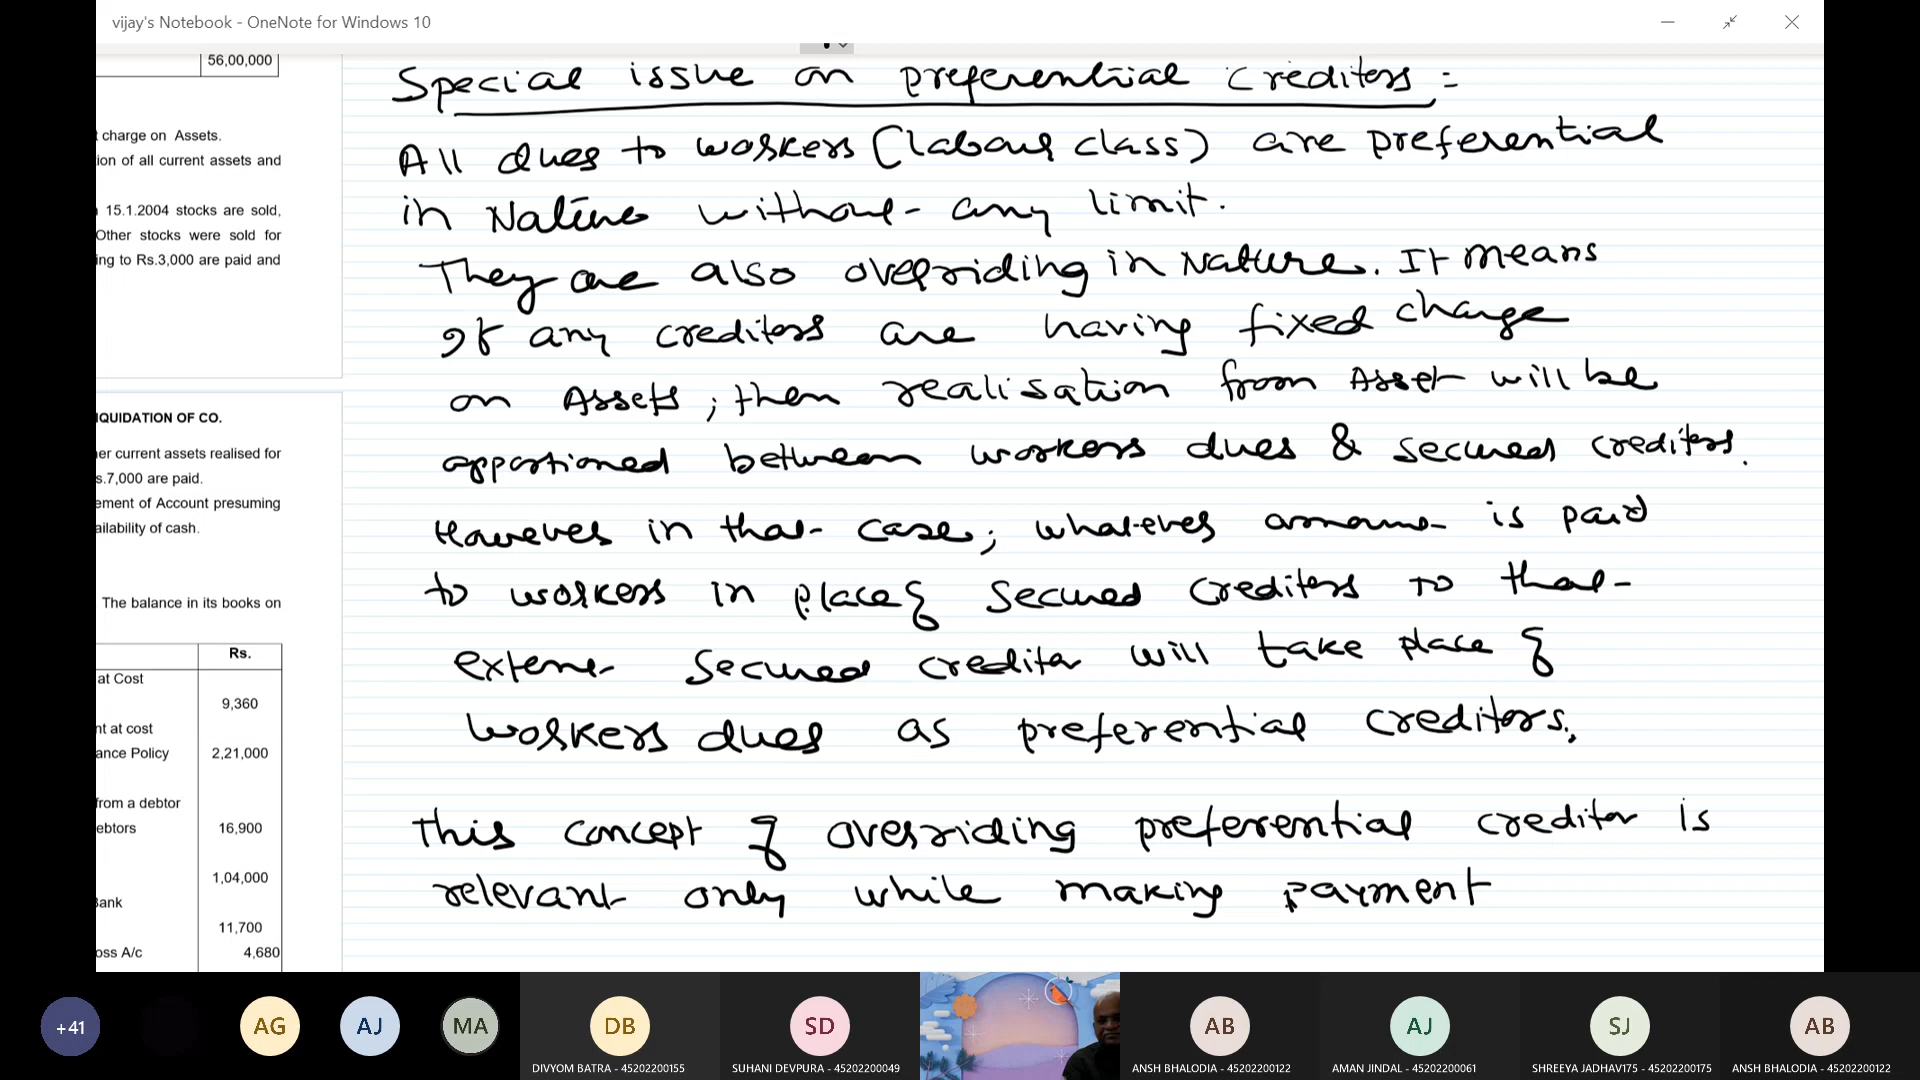 vijay's Notebook - OneNote for Windows 10
56,00,000
charge on Assets.
ion of all current assets and
15.1.2004 stocks are sold,
Other stocks were sold for
ing to Rs.3,000 are paid and
IQUIDATION OF CO.
er current assets realised for
s.7,000 are paid.
ement of Account presuming
ailability of cash.
The balance in its books on
Rs.
at Cost
9,360
nt at cost
ance Policy 2,21,000
from a debtor
ebtors 16,900
1,04,000
Bank
11,700
oss A/c 4,680
Special issue on preferential Creditors :
All dues to workers (labour class) are preferential
in Nature without any limit.
They are also overriding in Nature. It means
If any creditors are having fixed charge
on Assets ; then realisation from Asset will be
apportioned between workers dues & secured creditors.
However in that case ; whatever amount is paid
to workers in place of secured creditors to that
extent secured creditor will take place of
workers dues as preferential creditors.
This concept of overriding preferential creditor is
relevant only while making payment
+41
AG
AJ
MA
DB
DIVYOM BATRA - 45202200155
SD
SUHANI DEVPURA - 45202200049
AB
ANSH BHALODIA - 45202200122
AJ
AMAN JINDAL - 45202200061
SJ
SHREEYA JADHAV175 - 45202200175
AB
ANSH BHALODIA - 45202200122